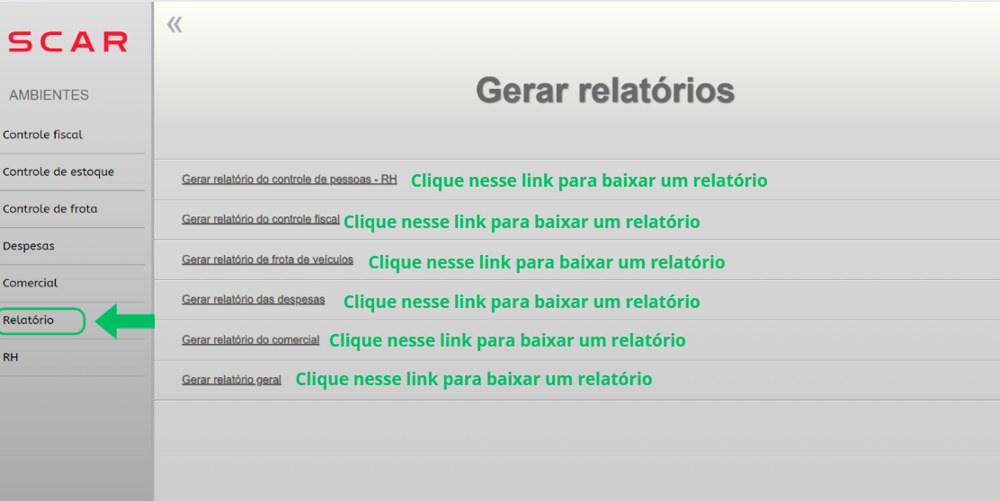 SCAR
AMBIENTES
Controle fiscal
Controle de estoque
Controle de frota
Despesas
Comercial
Relatório
RH
«
Gerar relatórios
Gerar relatório do controle de pessoas - RH Clique nesse link para baixar um relatório
Gerar relatório do controle fiscal Clique nesse link para baixar um relatório
Gerar relatório de frota de veículos Clique nesse link para baixar um relatório
Gerar relatório das despesas Clique nesse link para baixar um relatório
Gerar relatório do comercial Clique nesse link para baixar um relatório
Gerar relatório geral Clique nesse link para baixar um relatório